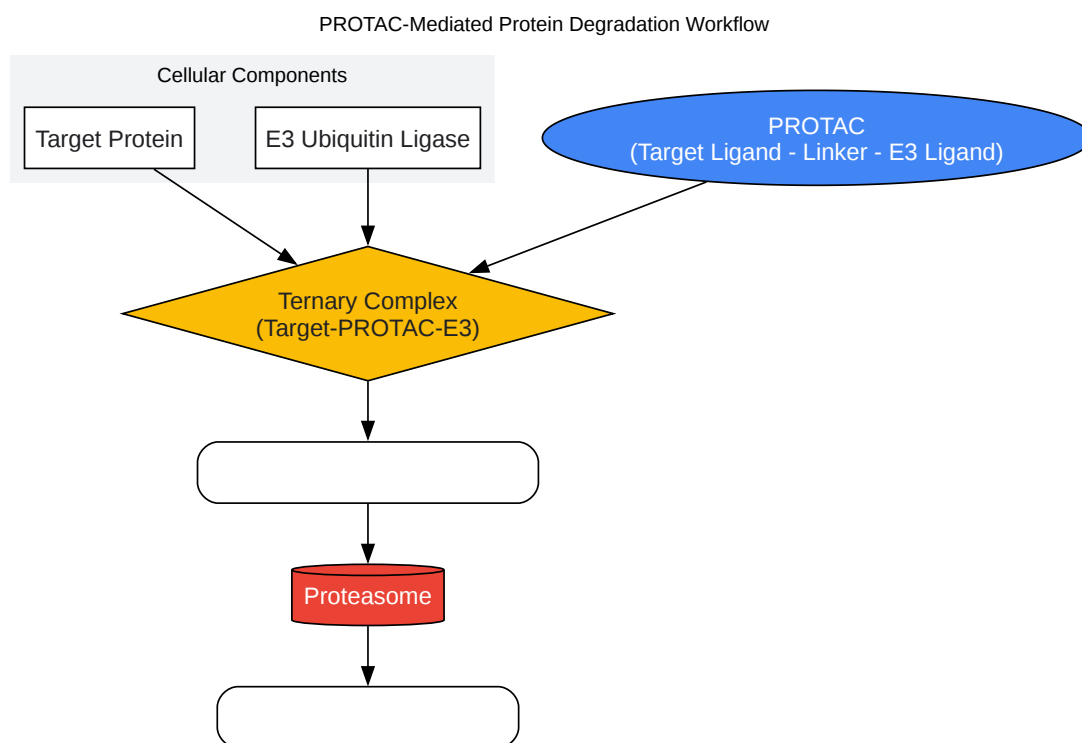 PROTAC-Mediated Protein Degradation Workflow
Cellular Components
Target Protein
E3 Ubiquitin Ligase
PROTAC
(Target Ligand - Linker - E3 Ligand)
Ternary Complex
(Target-PROTAC-E3)
Proteasome